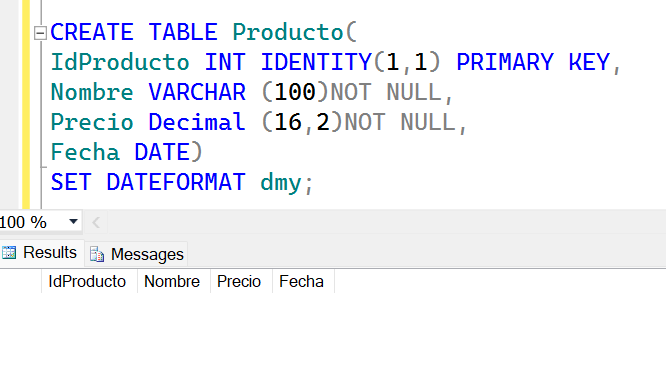 CREATE TABLE Producto(
IdProducto INT IDENTITY(1,1) PRIMARY KEY,
Nombre VARCHAR (100)NOT NULL,
Precio Decimal (16,2)NOT NULL,
Fecha DATE)
SET DATEFORMAT dmy;
100 %
Results Messages
IdProducto Nombre Precio Fecha